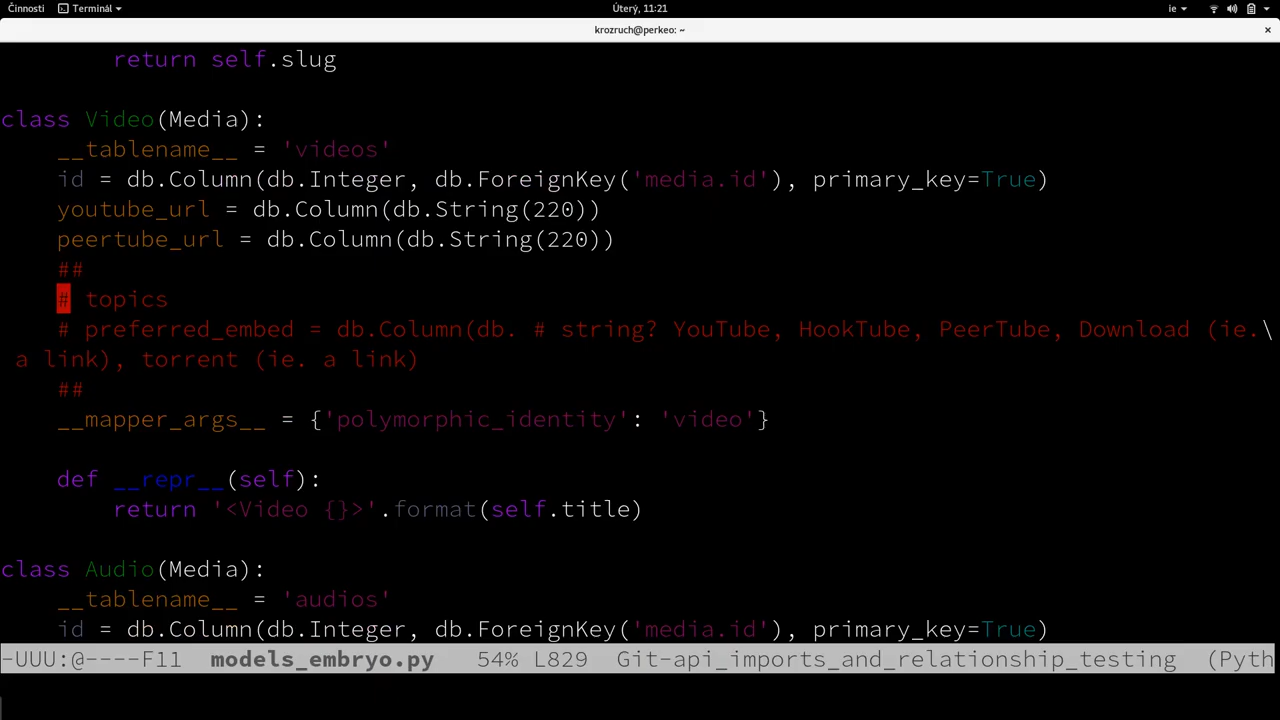 Činnosti Terminál Úterý, 11:21 ie
krozruch@perkeo: ~ ×
return self.slug
class Video(Media):
__tablename__ = 'videos'
id = db.Column(db.Integer, db.ForeignKey('media.id'), primary_key=True)
youtube_url = db.Column(db.String(220))
peertube_url = db.Column(db.String(220))
##
# topics
# preferred_embed = db.Column(db. # string? YouTube, HookTube, PeerTube, Download (ie.\
a link), torrent (ie. a link)
##
__mapper_args__ = {'polymorphic_identity': 'video'}
def __repr__(self):
return '<Video {}>'.format(self.title)
class Audio(Media):
__tablename__ = 'audios'
id = db.Column(db.Integer, db.ForeignKey('media.id'), primary_key=True)
-UUU:@----F11 models_embryo.py 54% L829 Git-api_imports_and_relationship_testing (Pyth